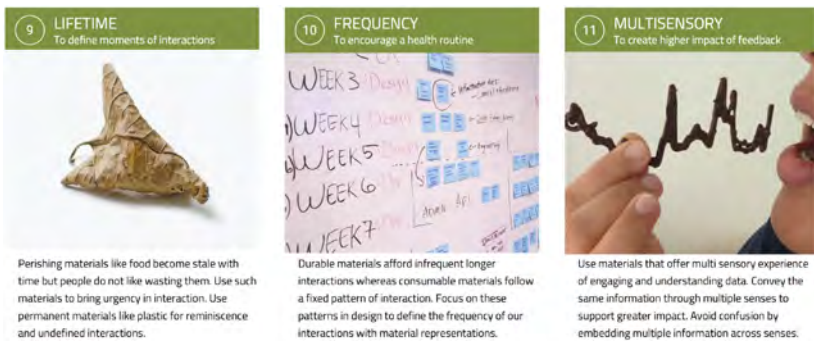 9 LIFETIME
To define moments of interactions
Perishing materials like food become stale with
time but people do not like wasting them. Use such
materials to bring urgency in interaction. Use
permanent materials like plastic for reminiscence
and undefined interactions.
10 FREQUENCY
To encourage a health routine
WEEK 3 Design
WEEK4
WEEK5
WEEK 6
WEEK7
Durable materials afford infrequent longer
interactions whereas consumable materials follow
a fixed pattern of interaction. Focus on these
patterns in design to define the frequency of our
interactions with material representations.
11 MULTISENSORY
To create higher impact of feedback
Use materials that offer multi sensory experience
of engaging and understanding data. Convey the
same information through multiple senses to
support greater impact. Avoid confusion by
embedding multiple information across senses.